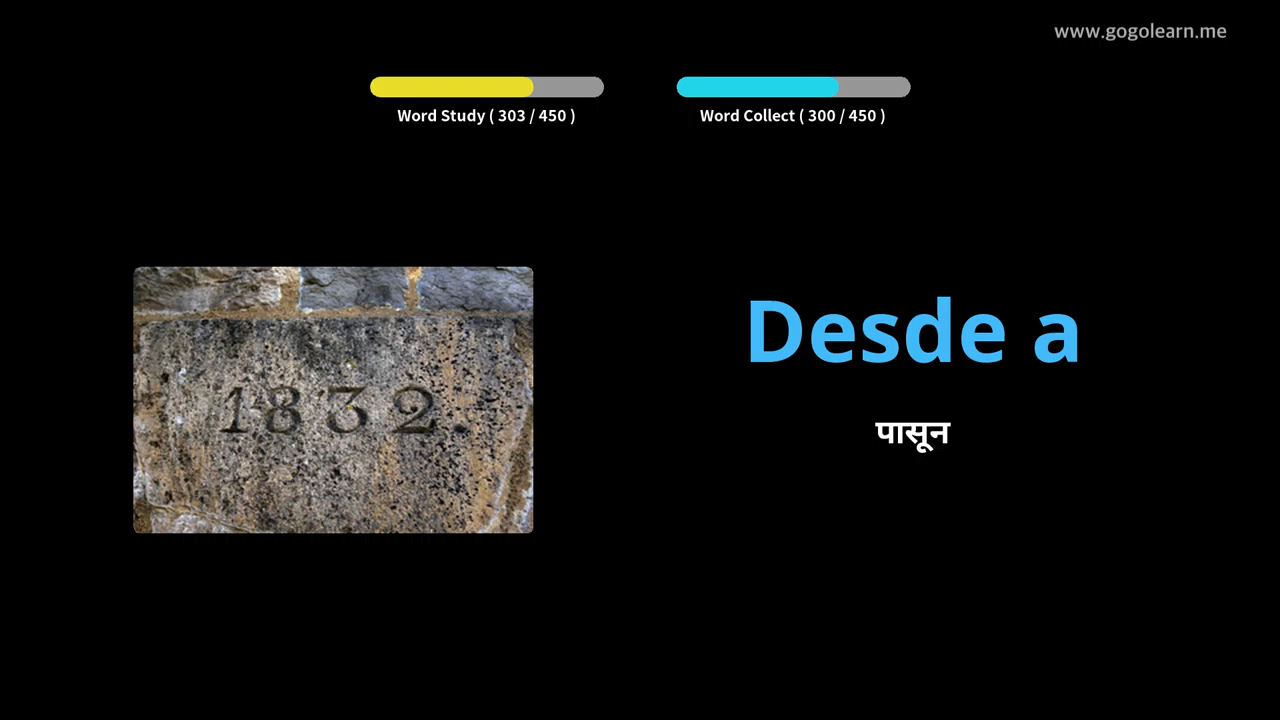 www.gogolearn.me
Word Study ( 303 / 450 )
Word Collect ( 300 / 450 )
1832.
Desde a
पासून